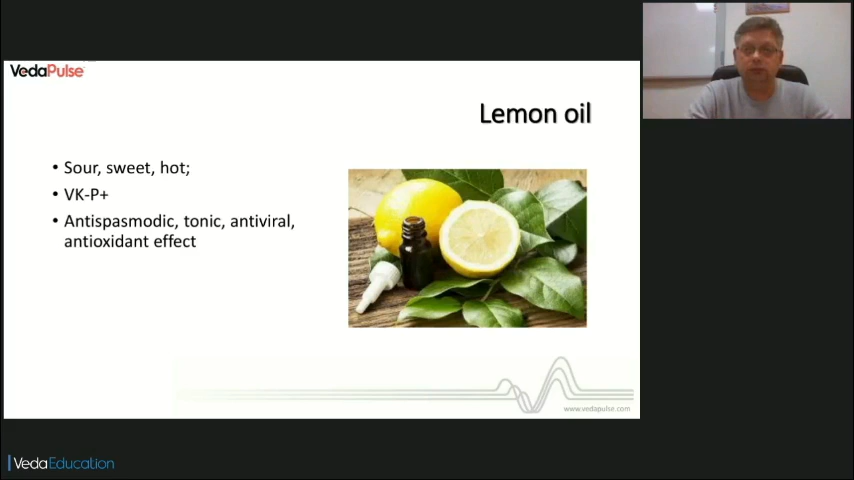 VedaPulse
Lemon oil
• Sour, sweet, hot;
• VK-P+
• Antispasmodic, tonic, antiviral,
antioxidant effect
www.vedapulse.com
VedaEducation